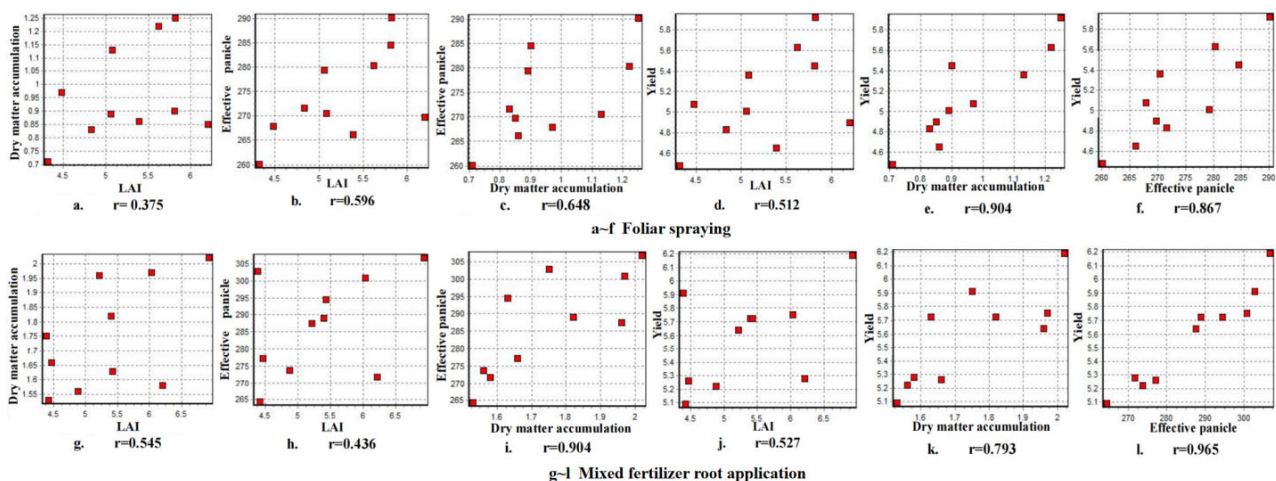 Dry matter accumulation
1.25
1.2
1.15
1.1
1.05
1
0.95
0.9
0.85
0.8
0.75
0.7
4.5 5 5.5 6
LAI
a. r= 0.375
Effective panicle
290
285
280
275
270
265
260
4.5 5 5.5 6
LAI
b. r=0.596
Effective panicle
290
285
280
275
270
265
260
0.7 0.8 0.9 1 1.1 1.2
Dry matter accumulation
c. r=0.648
Yield
5.8
5.6
5.4
5.2
5
4.8
4.6
4.5 5 5.5 6
LAI
d. r=0.512
Yield
5.8
5.6
5.4
5.2
5
4.8
4.6
0.7 0.8 0.9 1 1.1 1.2
Dry matter accumulation
e. r=0.904
Yield
5.8
5.6
5.4
5.2
5
4.8
4.6
260 265 270 275 280 285 290
Effective panicle
f. r=0.867
a~f Foliar spraying
Dry matter accumulation
2
1.95
1.9
1.85
1.8
1.75
1.7
1.65
1.6
1.55
4.5 5 5.5 6 6.5
LAI
g. r=0.545
Effective panicle
305
300
295
290
285
280
275
270
265
4.5 5 5.5 6 6.5
LAI
h. r=0.436
Effective panicle
305
300
295
290
285
280
275
270
265
1.6 1.7 1.8 1.9 2
Dry matter accumulation
i. r=0.904
Yield
6.2
6.1
6
5.9
5.8
5.7
5.6
5.5
5.4
5.3
5.2
5.1
4.5 5 5.5 6 6.5
LAI
j. r=0.527
Yield
6.2
6.1
6
5.9
5.8
5.7
5.6
5.5
5.4
5.3
5.2
5.1
1.6 1.7 1.8 1.9 2
Dry matter accumulation
k. r=0.793
Yield
6.2
6.1
6
5.9
5.8
5.7
5.6
5.5
5.4
5.3
5.2
5.1
270 280 290 300
Effective panicle
l. r=0.965
g~l Mixed fertilizer root application